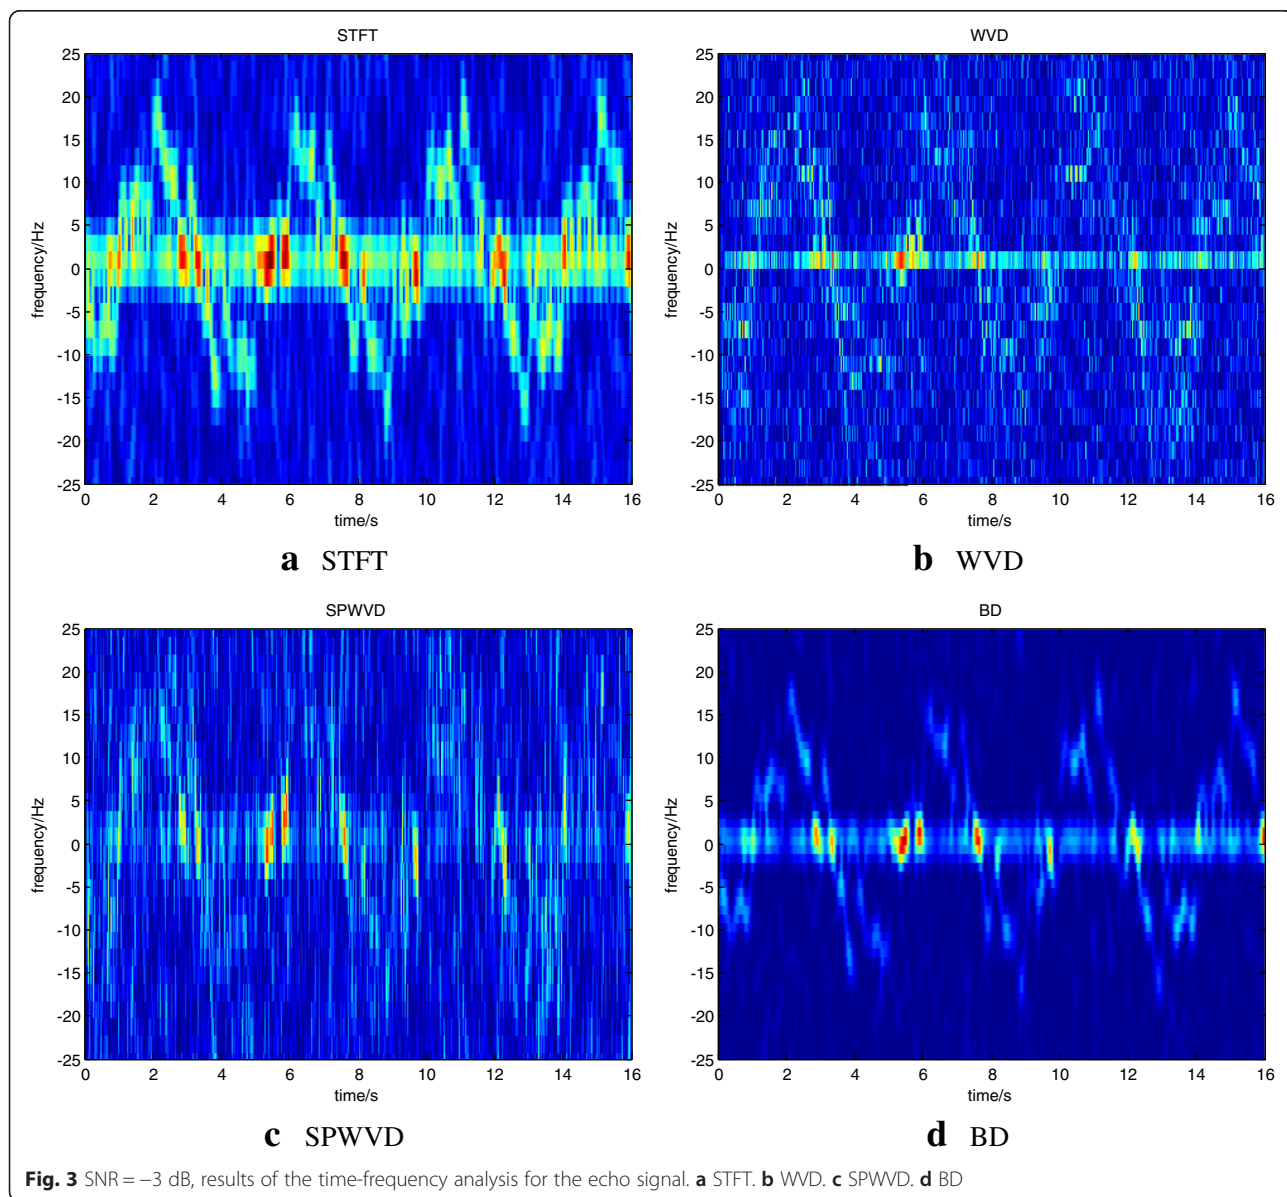 STFT
25
20
15
10
5
0
-5
-10
-15
-20
-25
frequency/Hz
0 2 4 6 8 10 12 14 16
time/s
a STFT
WVD
25
20
15
10
5
0
-5
-10
-15
-20
-25
frequency/Hz
0 2 4 6 8 10 12 14 16
time/s
b WVD
SPWVD
25
20
15
10
5
0
-5
-10
-15
-20
-25
frequency/Hz
0 2 4 6 8 10 12 14 16
time/s
c SPWVD
BD
25
20
15
10
5
0
-5
-10
-15
-20
-25
frequency/Hz
0 2 4 6 8 10 12 14 16
time/s
d BD
Fig. 3 SNR = −3 dB, results of the time-frequency analysis for the echo signal. a STFT. b WVD. c SPWVD. d BD